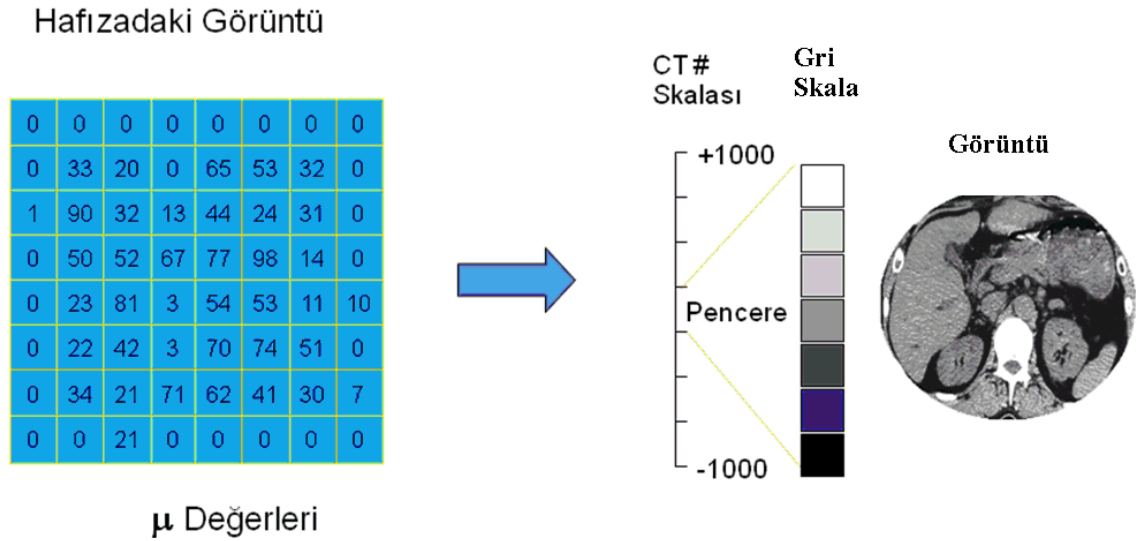 Hafızadaki Görüntü
0 0 0 0 0 0 0 0
0 33 20 0 65 53 32 0
1 90 32 13 44 24 31 0
0 50 52 67 77 98 14 0
0 23 81 3 54 53 11 10
0 22 42 3 70 74 51 0
0 34 21 71 62 41 30 7
0 0 21 0 0 0 0 0
μ Değerleri
CT #
Skalası
Gri
Skala
+1000
Pencere
-1000
Görüntü